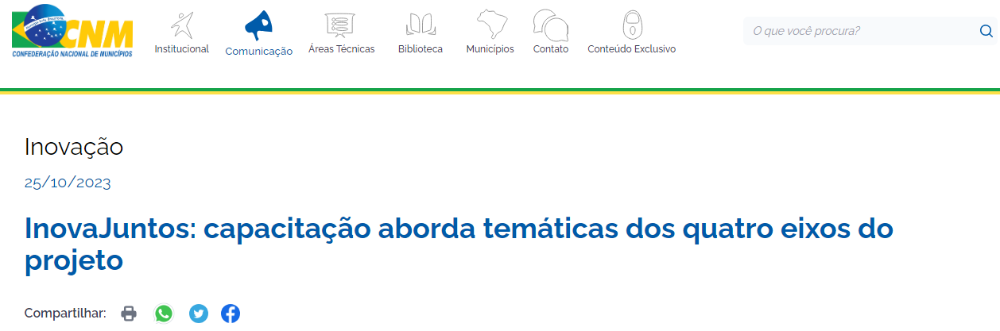 CNM
CONFEDERAÇÃO NACIONAL DE MUNICÍPIOS
Institucional
Comunicação
Áreas Técnicas
Biblioteca
Municípios
Contato
Conteúdo Exclusivo
O que você procura?
Inovação
25/10/2023
InovaJuntos: capacitação aborda temáticas dos quatro eixos do
projeto
Compartilhar: